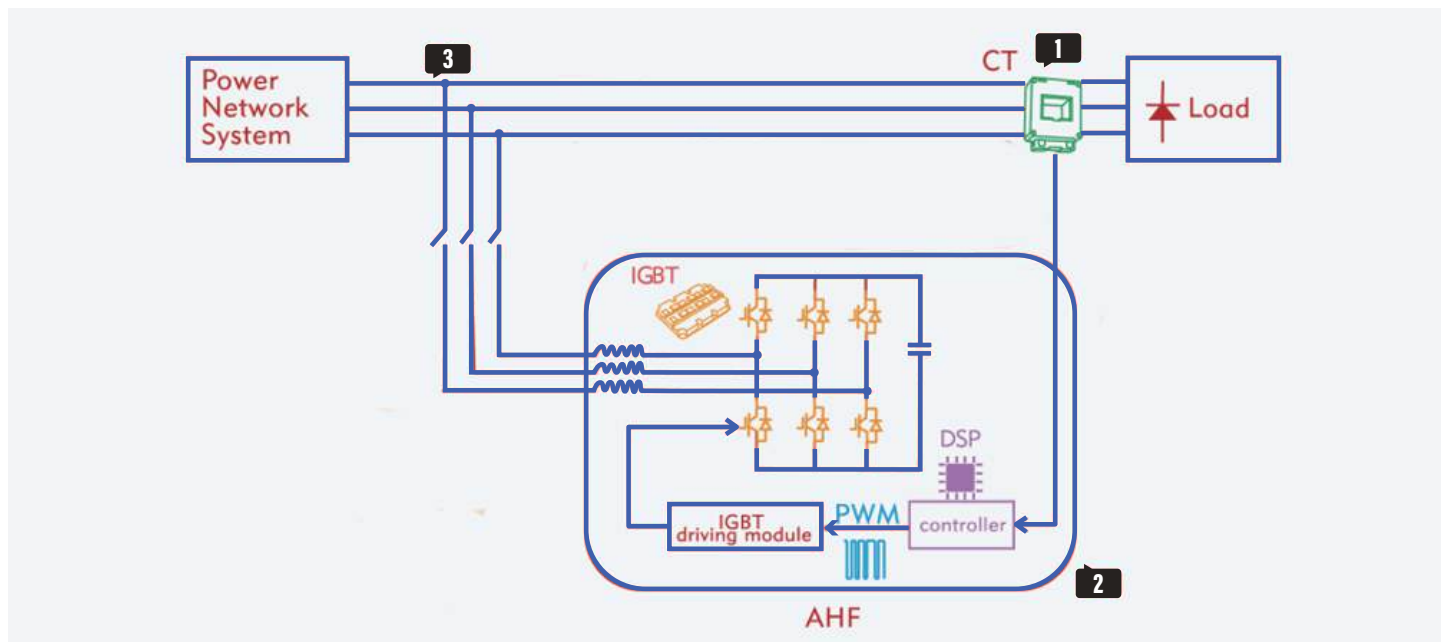 3
CT
1
Power
Network
System
Load
IGBT
DSP
IGBT
driving module
PWM
controller
2
AHF